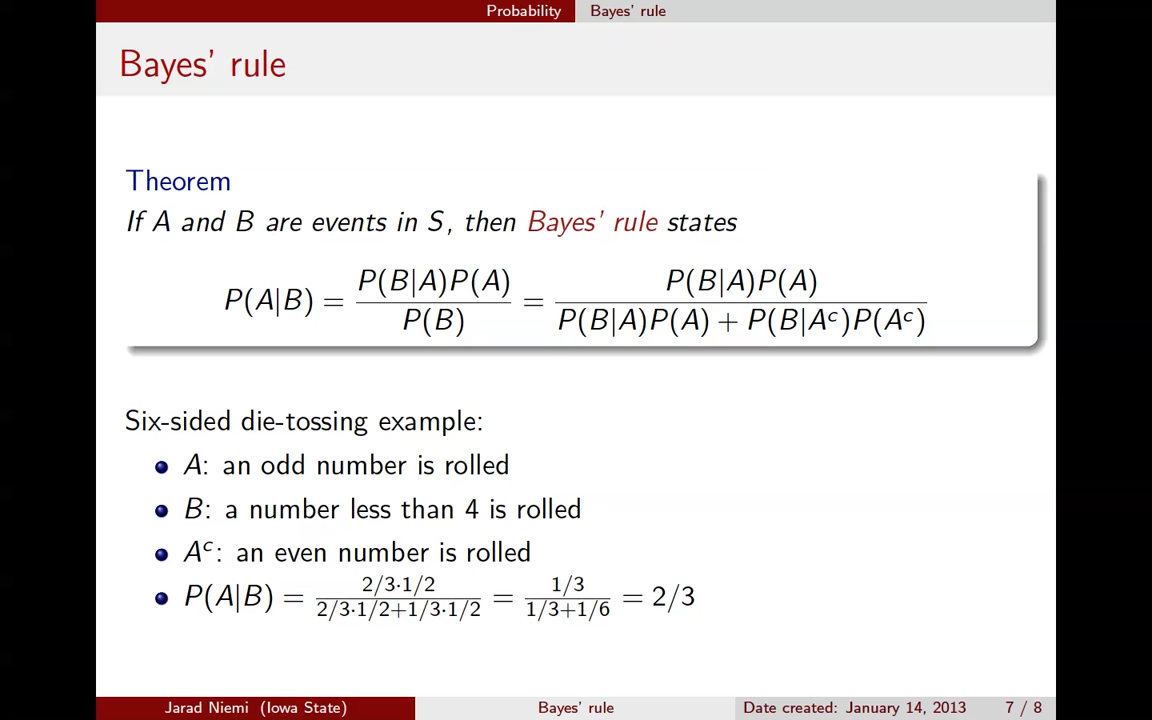 Probability Bayes' rule
Bayes' rule
Theorem
If A and B are events in S, then Bayes' rule states
P(A|B) = P(B|A)P(A) / P(B) = P(B|A)P(A) / P(B|A)P(A) + P(B|Aᶜ)P(Aᶜ)
Six-sided die-tossing example:
A: an odd number is rolled
B: a number less than 4 is rolled
Aᶜ: an even number is rolled
P(A|B) = 2/3·1/2 / 2/3·1/2+1/3·1/2 = 1/3 / 1/3+1/6 = 2/3
Jarad Niemi (Iowa State) Bayes' rule Date created: January 14, 2013 7 / 8